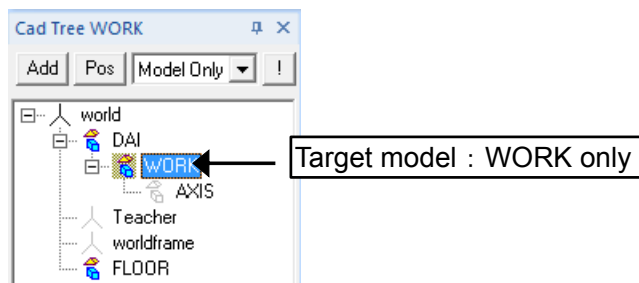 Cad Tree WORK
Add Pos Model Only !
world
DAI
WORK
Target model : WORK only
AXIS
Teacher
worldframe
FLOOR